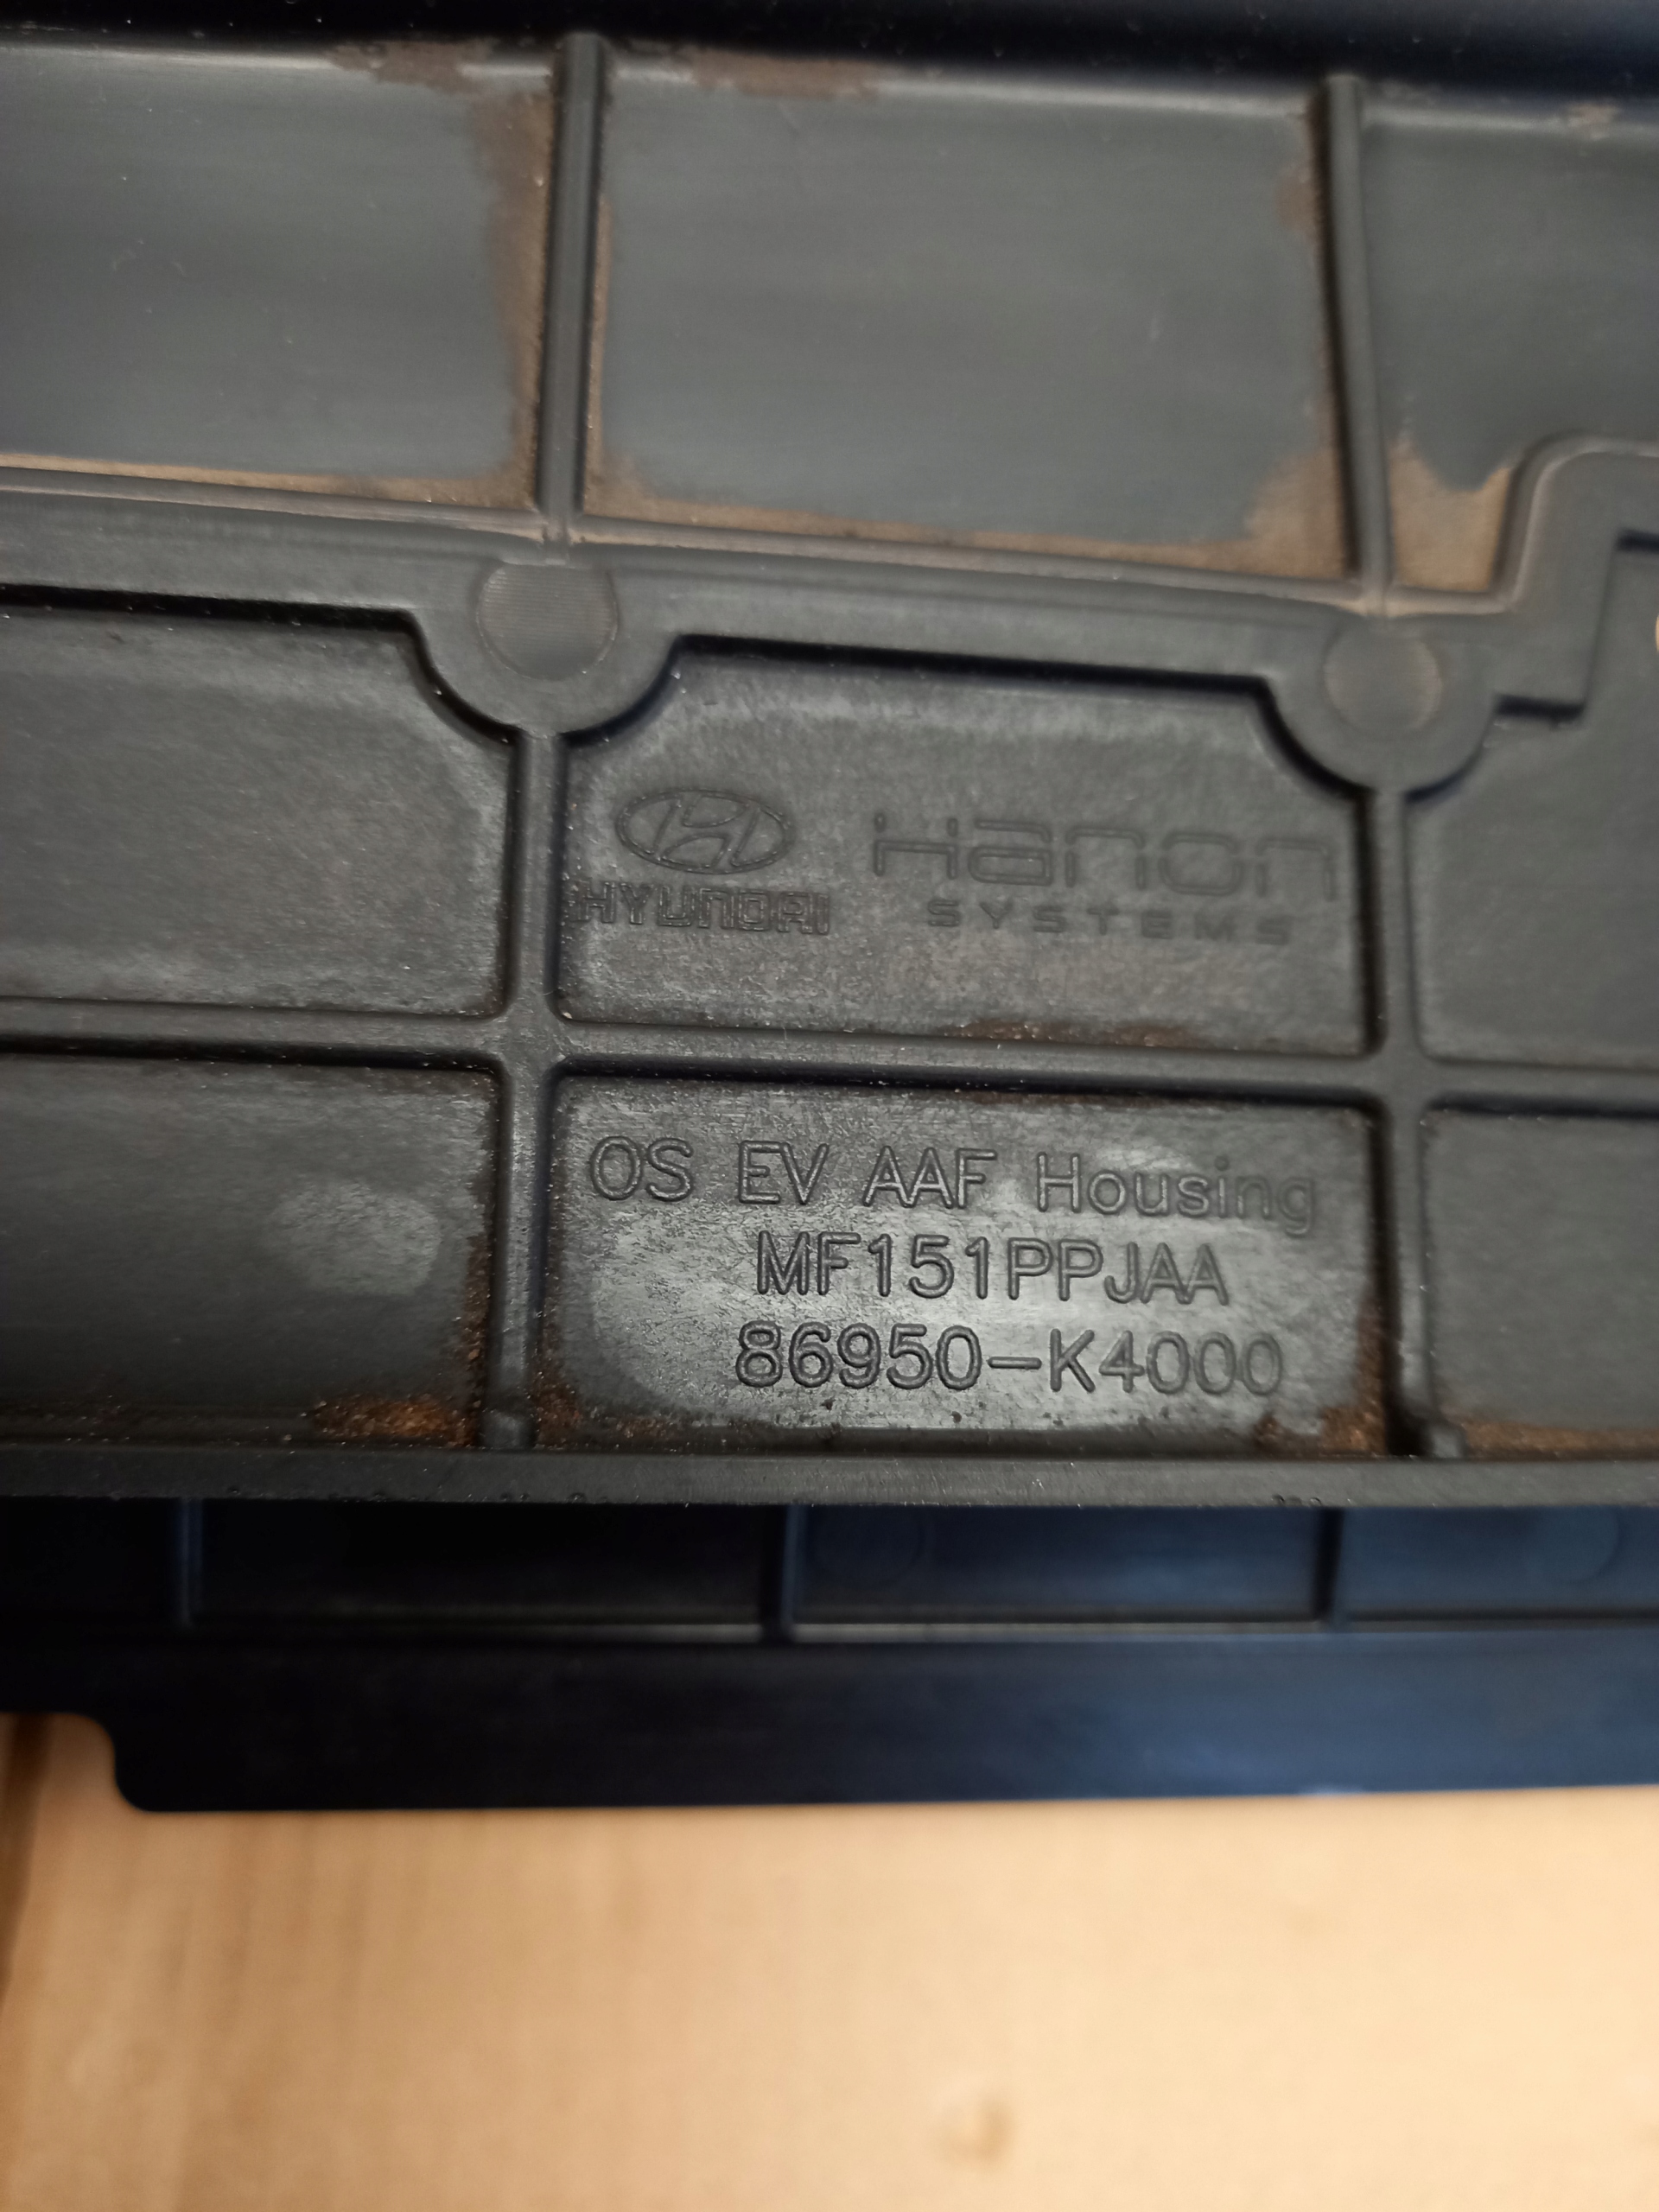 HYUNDAI
Hanon
SYSTEMS
OS EV AAF Housing
MF151PPJAA
86950-K4000